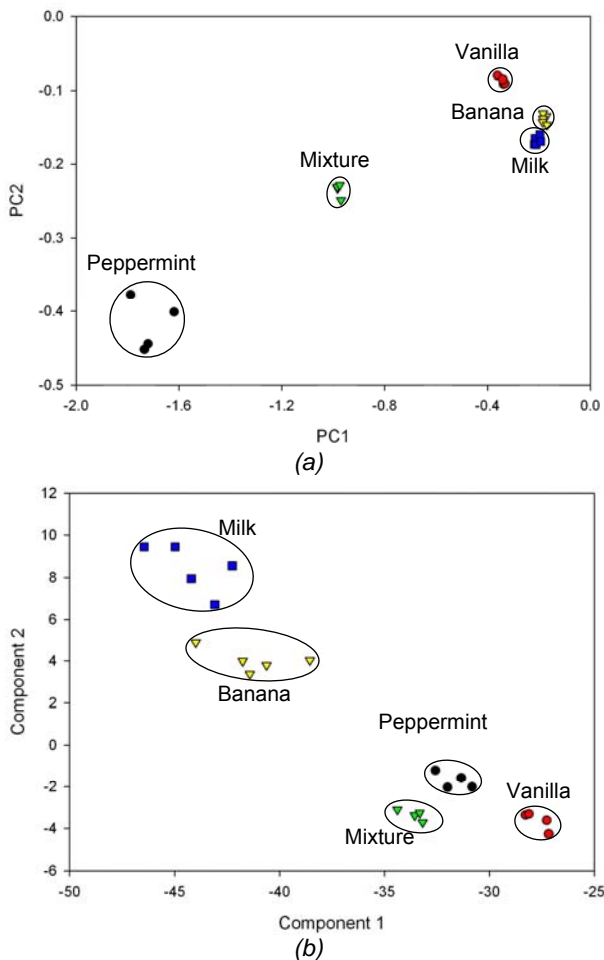 0.0
Vanilla
-0.1
Banana
Milk
-0.2
Mixture
PC2
-0.3
Peppermint
-0.4
-0.5
-2.0 -1.6 -1.2 -0.8 -0.4 0.0
PC1
(a)
12
Milk
10
8
6
4
Banana
Component 2
2
Peppermint
0
-2
Vanilla
-4
Mixture
-6
-50 -45 -40 -35 -30 -25
Component 1
(b)